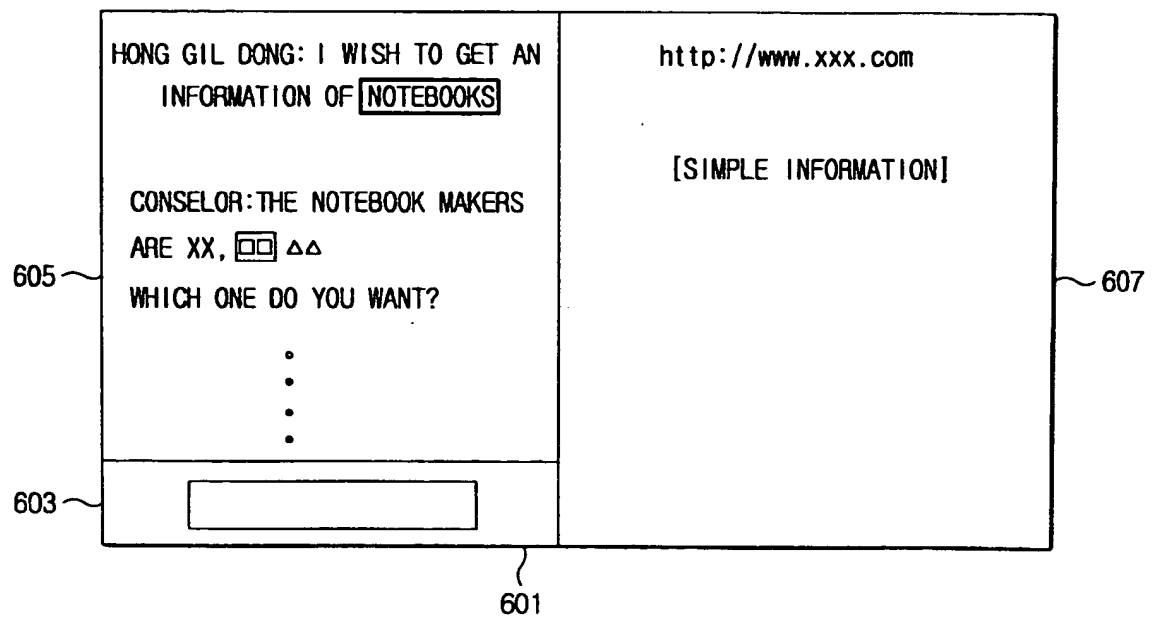 HONG GIL DONG: I WISH TO GET AN
INFORMATION OF NOTEBOOKS
CONSELOR:THE NOTEBOOK MAKERS
ARE XX, □□ △△
WHICH ONE DO YOU WANT?
http://www.xxx.com
[SIMPLE INFORMATION]
605
607
603
601